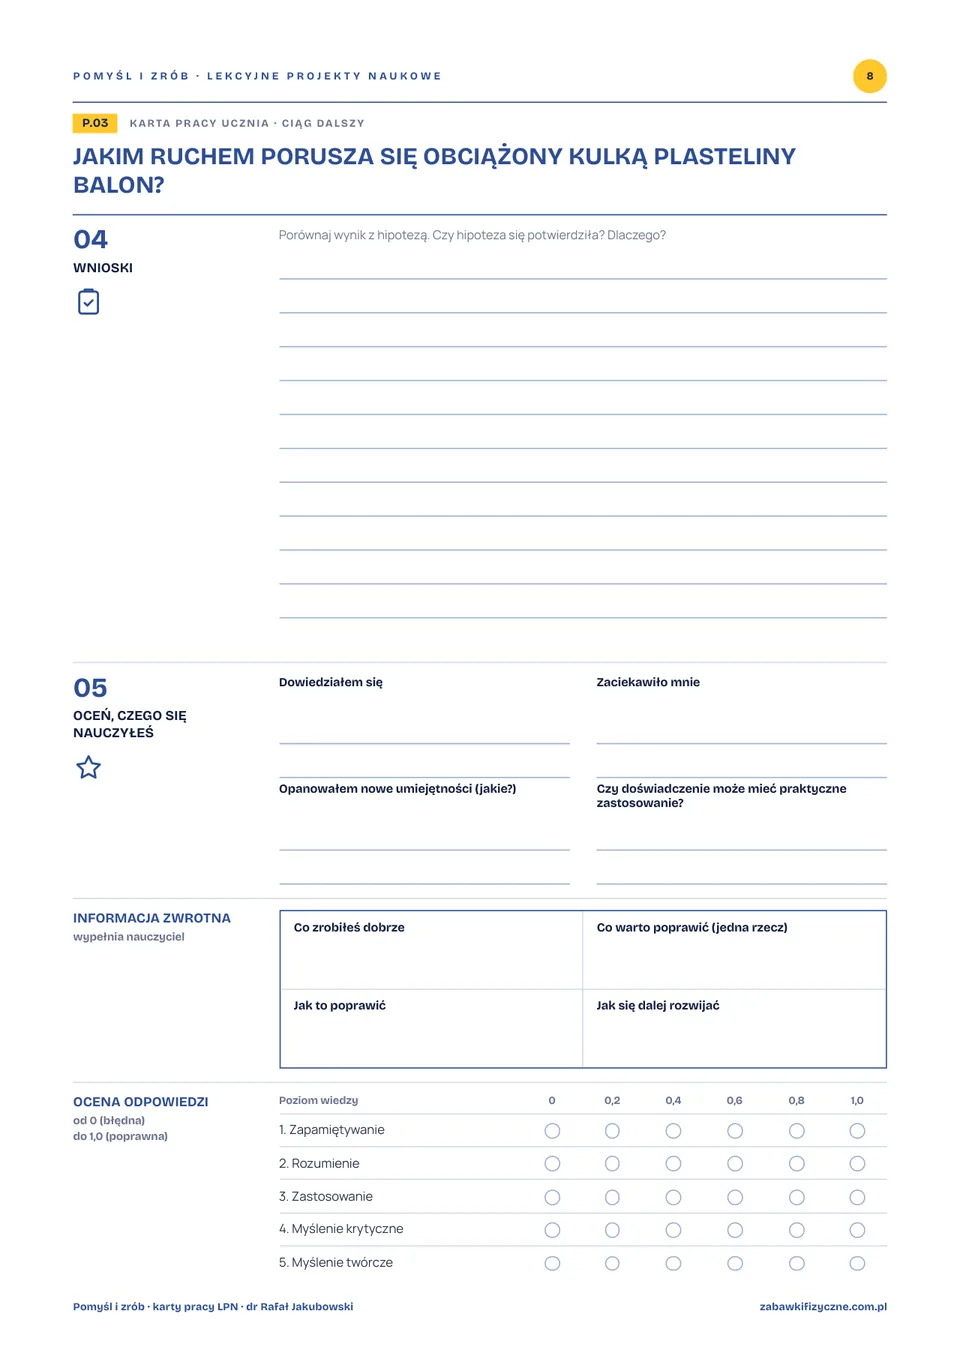 POMYŚL I ZRÓB · LEKCYJNE PROJEKTY NAUKOWE
8
P.03 KARTA PRACY UCZNIA · CIĄG DALSZY
JAKIM RUCHEM PORUSZA SIĘ OBCIĄŻONY KULKĄ PLASTELINY
BALON?
04
WNIOSKI
Porównaj wynik z hipotezą. Czy hipoteza się potwierdziła? Dlaczego?
05
OCEŃ, CZEGO SIĘ
NAUCZYŁEŚ
Dowiedziałem się
Zaciekawiło mnie
Opanowałem nowe umiejętności (jakie?)
Czy doświadczenie może mieć praktyczne
zastosowanie?
INFORMACJA ZWROTNA
wypełnia nauczyciel
Co zrobiłeś dobrze
Co warto poprawić (jedna rzecz)
Jak to poprawić
Jak się dalej rozwijać
OCENA ODPOWIEDZI
od 0 (błędna)
do 1,0 (poprawna)
Poziom wiedzy 0 0,2 0,4 0,6 0,8 1,0
1. Zapamiętywanie
2. Rozumienie
3. Zastosowanie
4. Myślenie krytyczne
5. Myślenie twórcze
Pomyśl i zrób · karty pracy LPN · dr Rafał Jakubowski
zabawkifizyczne.com.pl